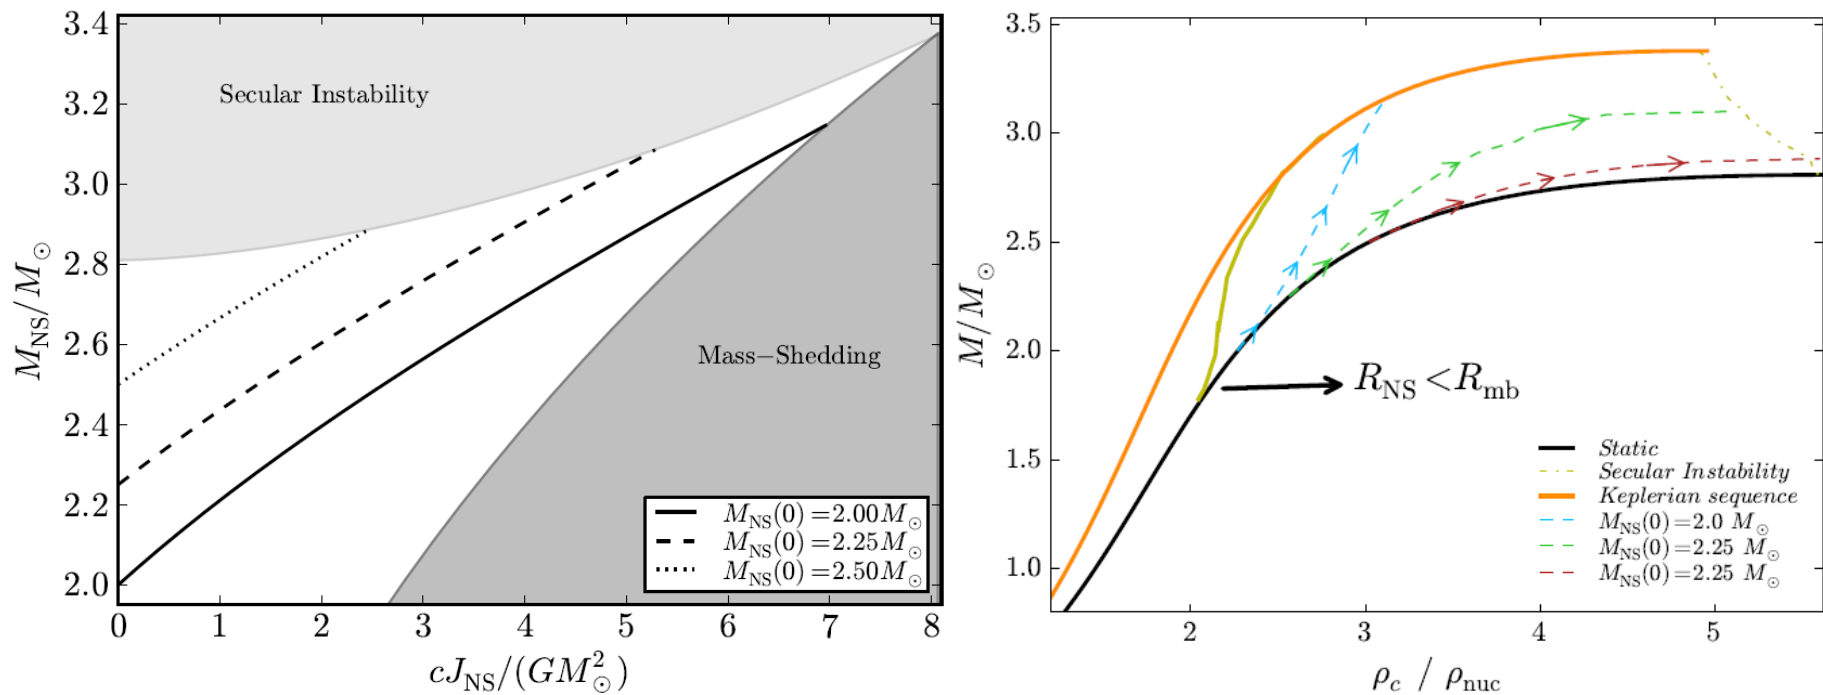 3.4
3.2
3.0
2.8
2.6
2.4
2.2
2.0
M_NS/M_⊙
Secular Instability
Mass−Shedding
M_NS(0)=2.00M_⊙
M_NS(0)=2.25M_⊙
M_NS(0)=2.50M_⊙
0 1 2 3 4 5 6 7 8
cJ_NS/(GM_⊙^2)
3.5
3.0
2.5
2.0
1.5
1.0
M/M_⊙
R_NS<R_mb
Static
Secular Instability
Keplerian sequence
M_NS(0)=2.0 M_⊙
M_NS(0)=2.25 M_⊙
M_NS(0)=2.25 M_⊙
2 3 4 5
ρ_c / ρ_nuc